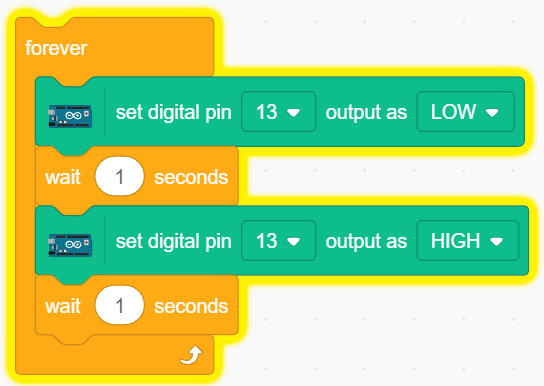 forever
set digital pin 13 output as LOW
wait 1 seconds
set digital pin 13 output as HIGH
wait 1 seconds